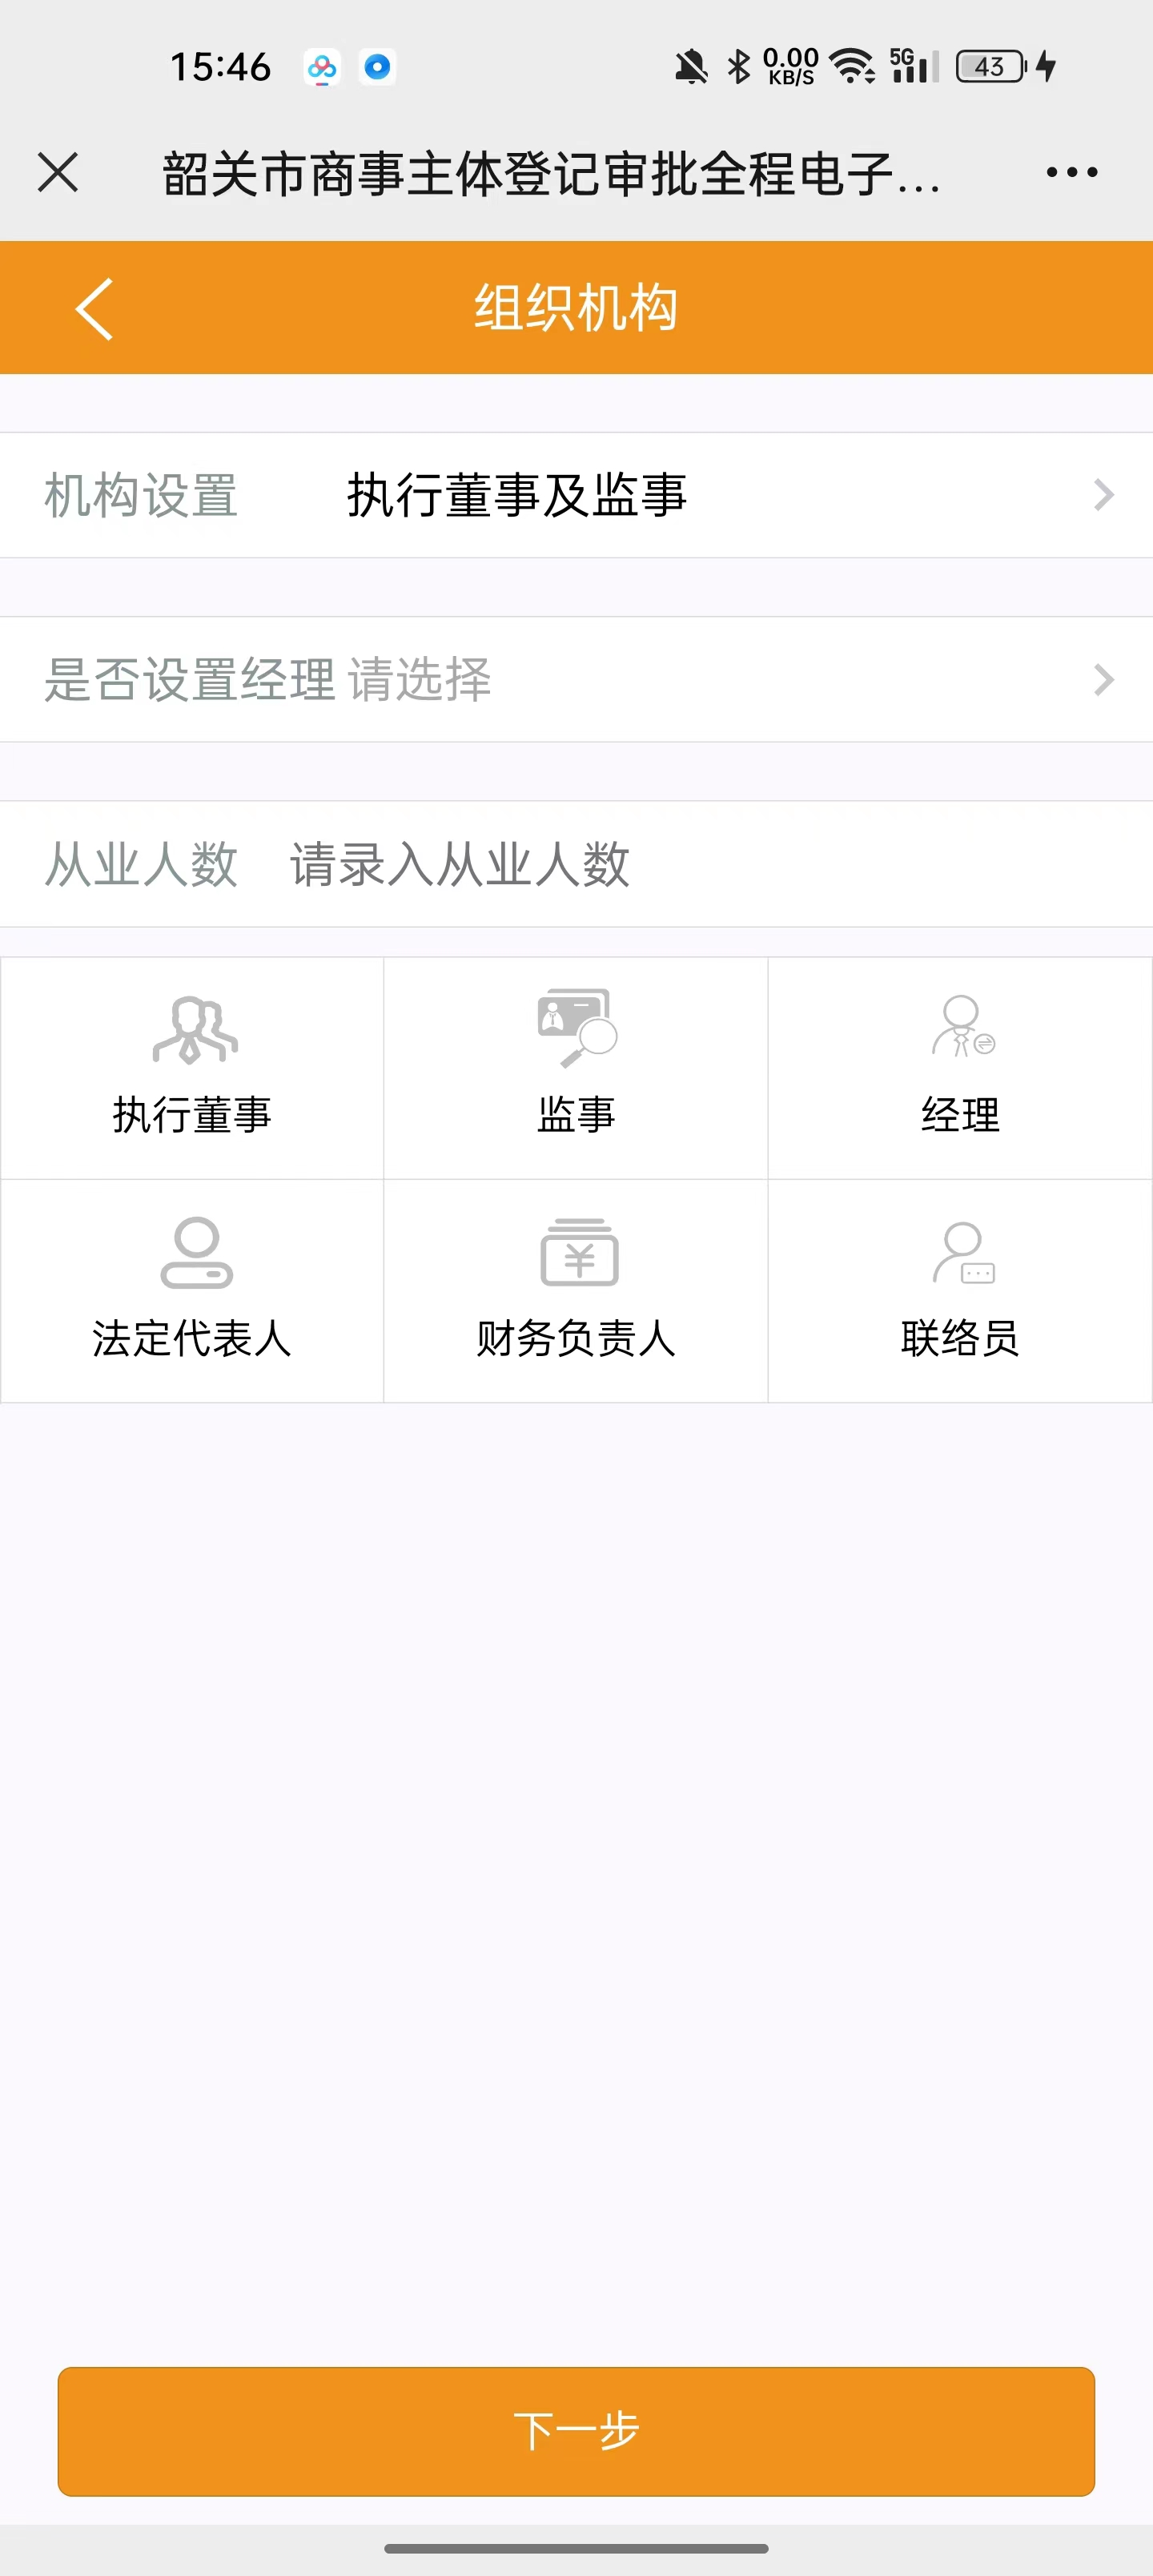 15:46
0.00
KB/S
5G
43
韶关市商事主体登记审批全程电子...
组织机构
机构设置 执行董事及监事
是否设置经理 请选择
从业人数 请录入从业人数
执行董事 监事 经理
法定代表人 财务负责人 联络员
下一步